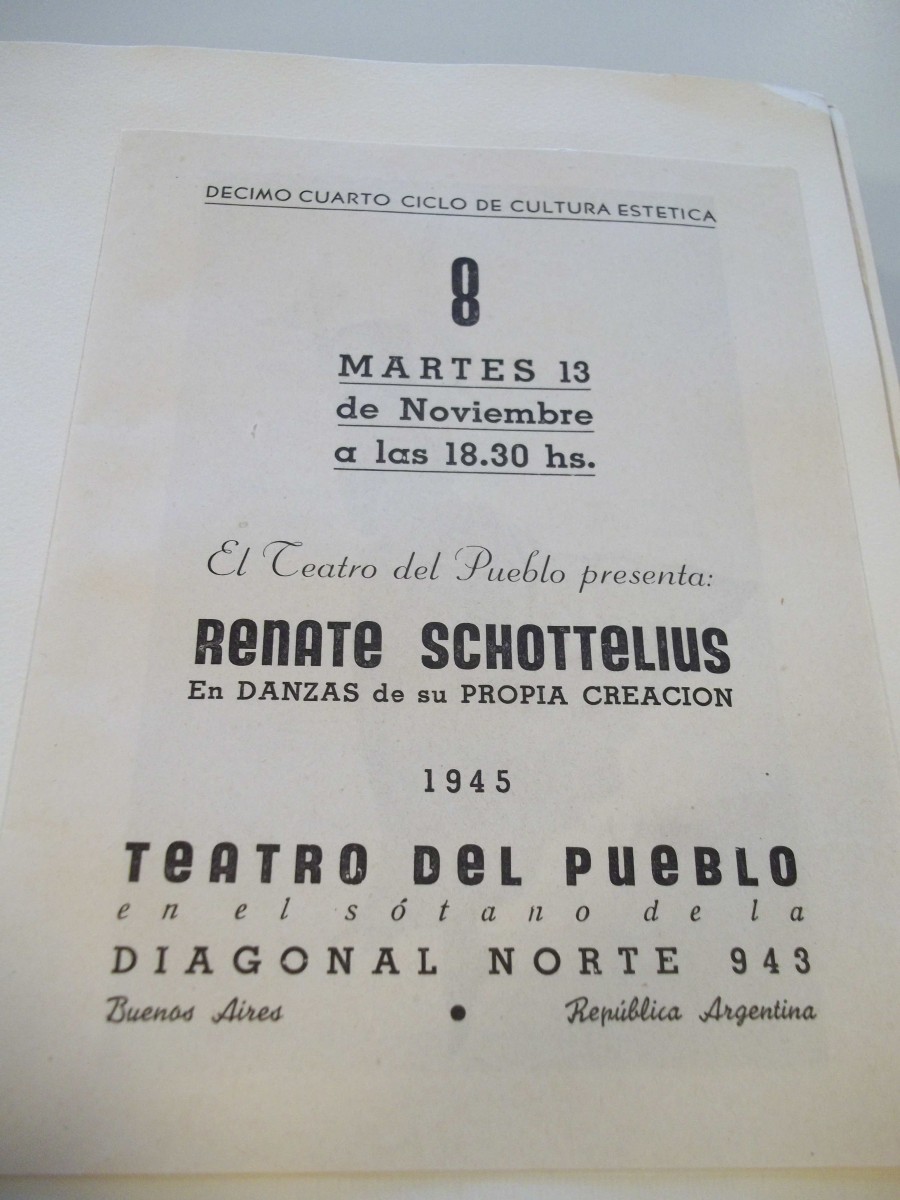 DECIMO CUARTO CICLO DE CULTURA ESTETICA
8
MARTES 13
de Noviembre
a las 18.30 hs.
El Teatro del Pueblo presenta:
RENATE SCHOTTELIUS
En DANZAS de su PROPIA CREACION
1945
TEATRO DEL PUEBLO
en el sótano de la
DIAGONAL NORTE 943
Buenos Aires • República Argentina